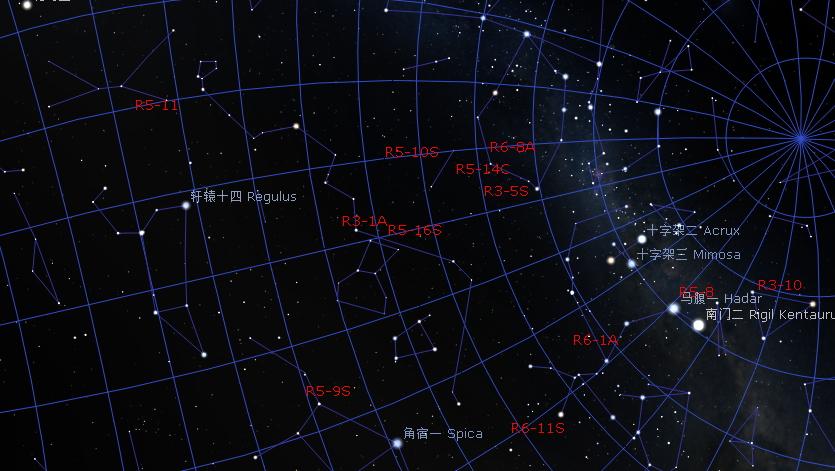 R5-11
R5-10S
R6-8A
R5-14C
R3-5S
轩辕十四 Regulus
R3-1A
R5-16S
十字架二 Acrux
十字架三 Mimosa
R3-10
马腹一 Hadar
南门二 Rigil Kentauru
R6-1A
R5-9S
R6-11S
角宿一 Spica